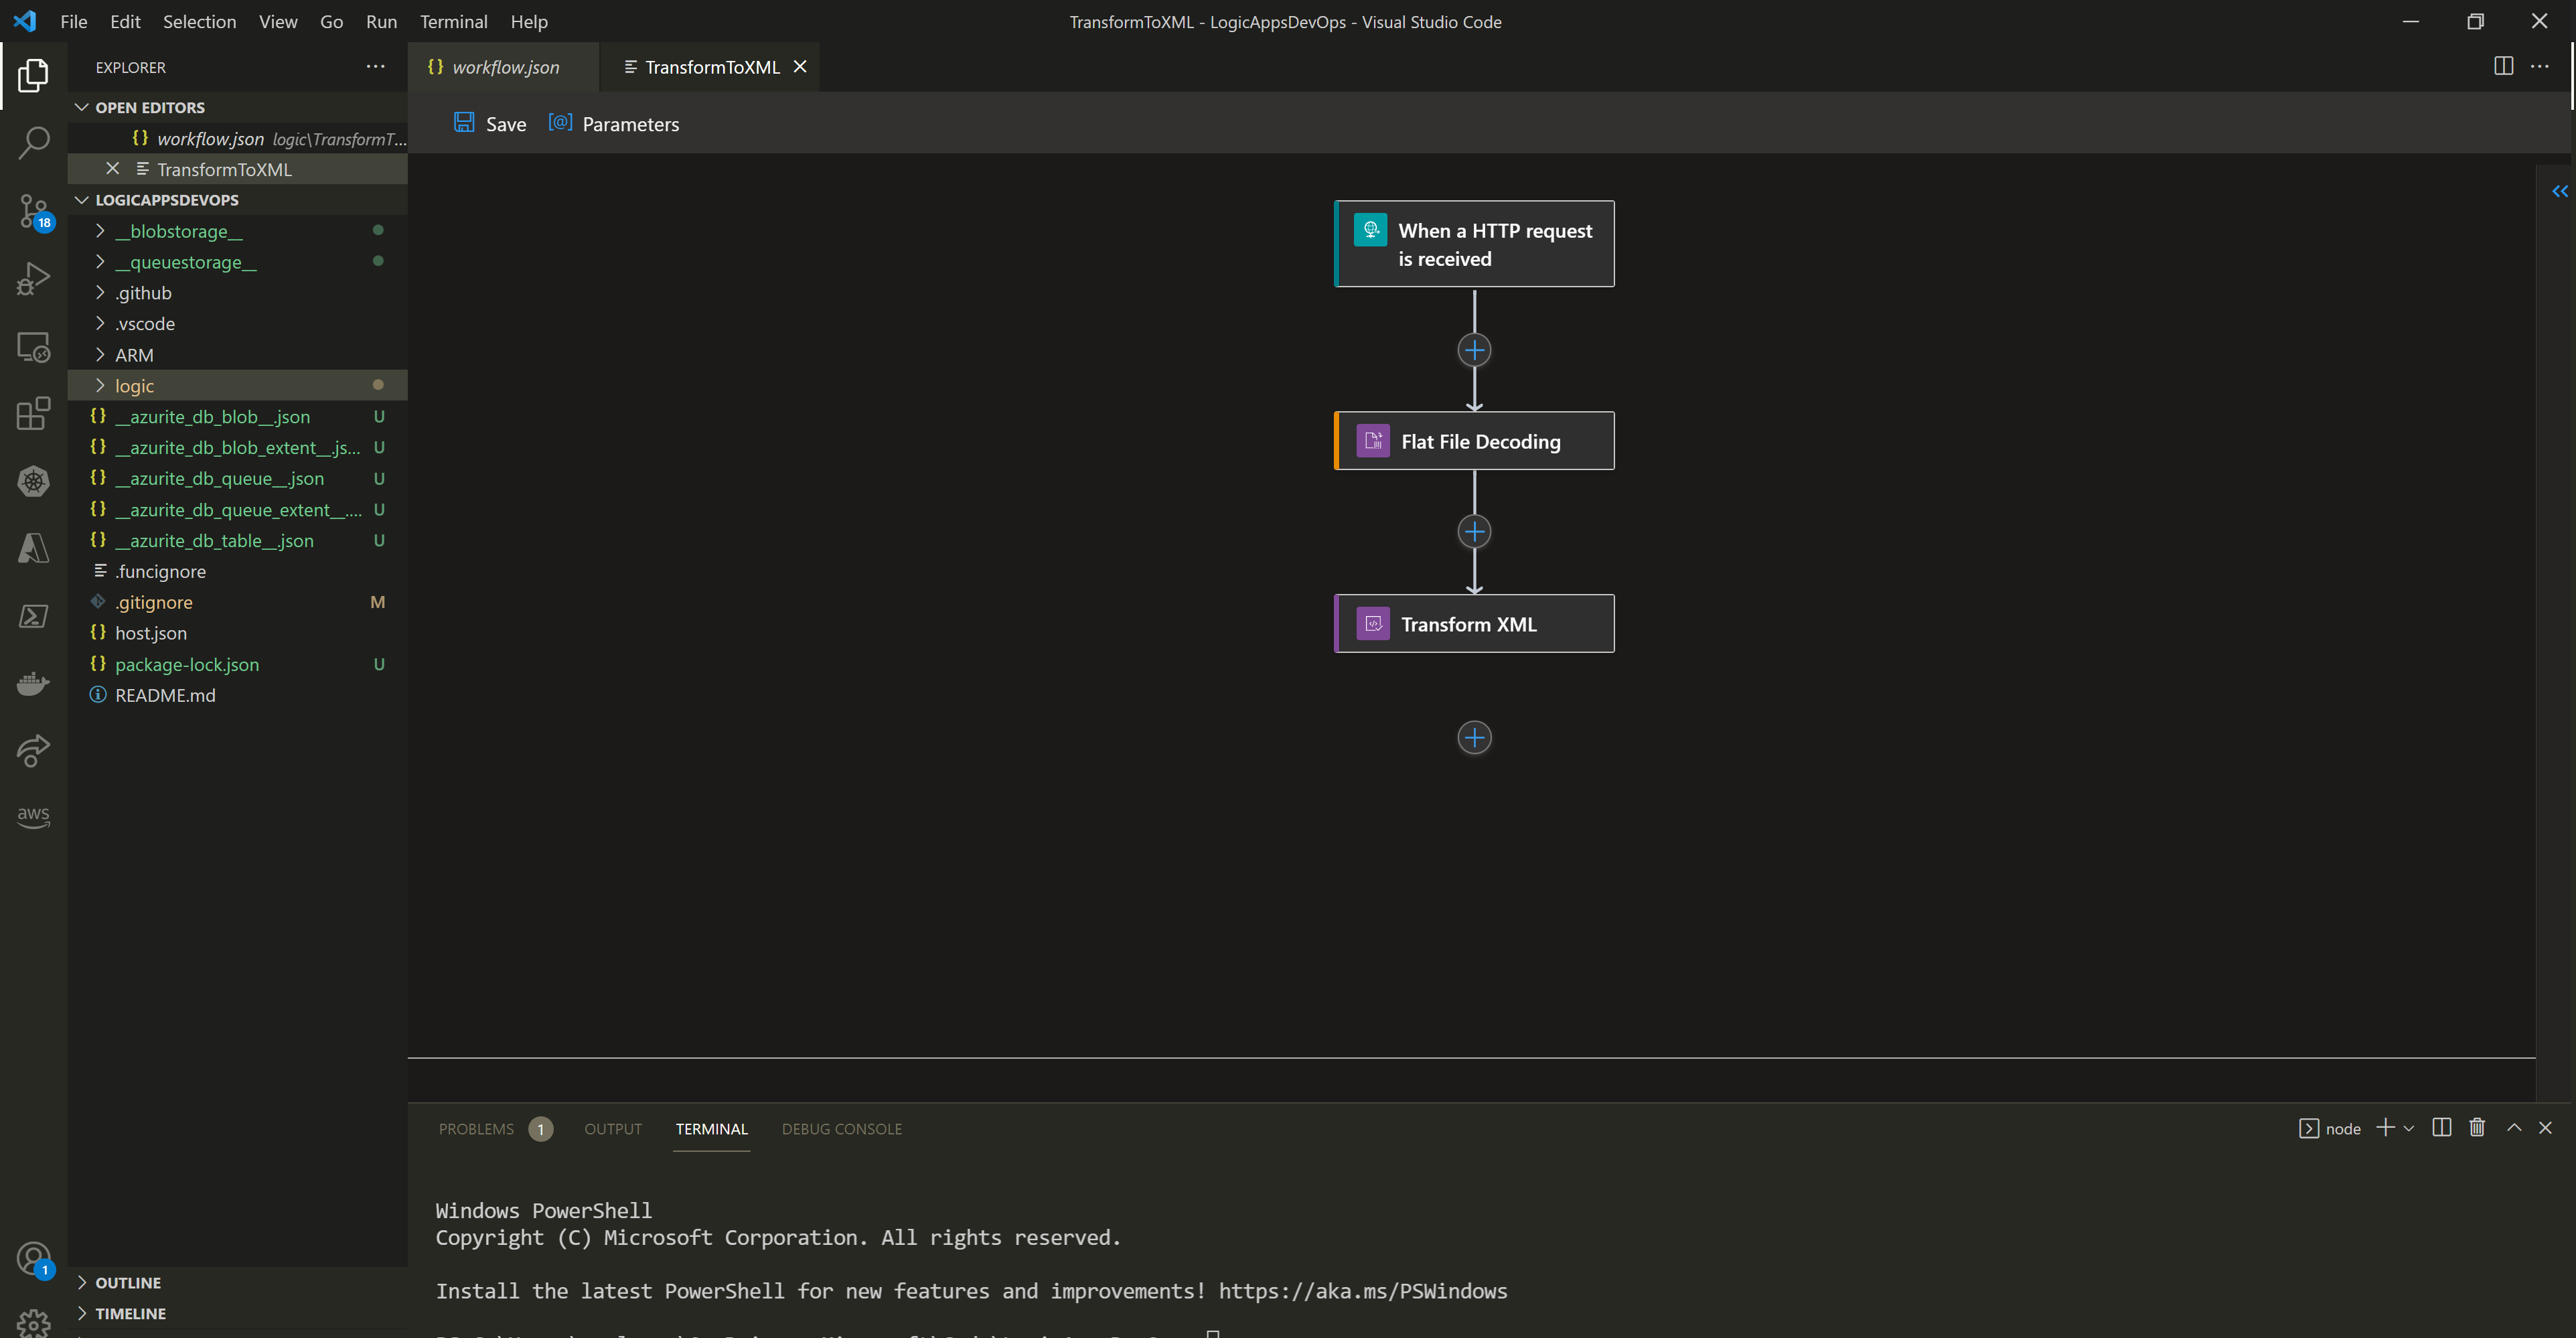 File Edit Selection View Go Run Terminal Help
TransformToXML - LogicAppsDevOps - Visual Studio Code
EXPLORER
OPEN EDITORS
{} workflow.json logic\TransformT...
TransformToXML
LOGICAPPSDEVOPS
__blobstorage__
__queuestorage__
.github
.vscode
ARM
logic
{} __azurite_db_blob__.json U
{} __azurite_db_blob_extent__.js... U
{} __azurite_db_queue__.json U
{} __azurite_db_queue_extent__.... U
{} __azurite_db_table__.json U
.funcignore
.gitignore M
{} host.json
{} package-lock.json U
README.md
OUTLINE
TIMELINE
18
aws
1
{} workflow.json
TransformToXML
Save
[@] Parameters
When a HTTP request
is received
Flat File Decoding
Transform XML
PROBLEMS 1 OUTPUT TERMINAL DEBUG CONSOLE
node
Windows PowerShell
Copyright (C) Microsoft Corporation. All rights reserved.
Install the latest PowerShell for new features and improvements! https://aka.ms/PSWindows